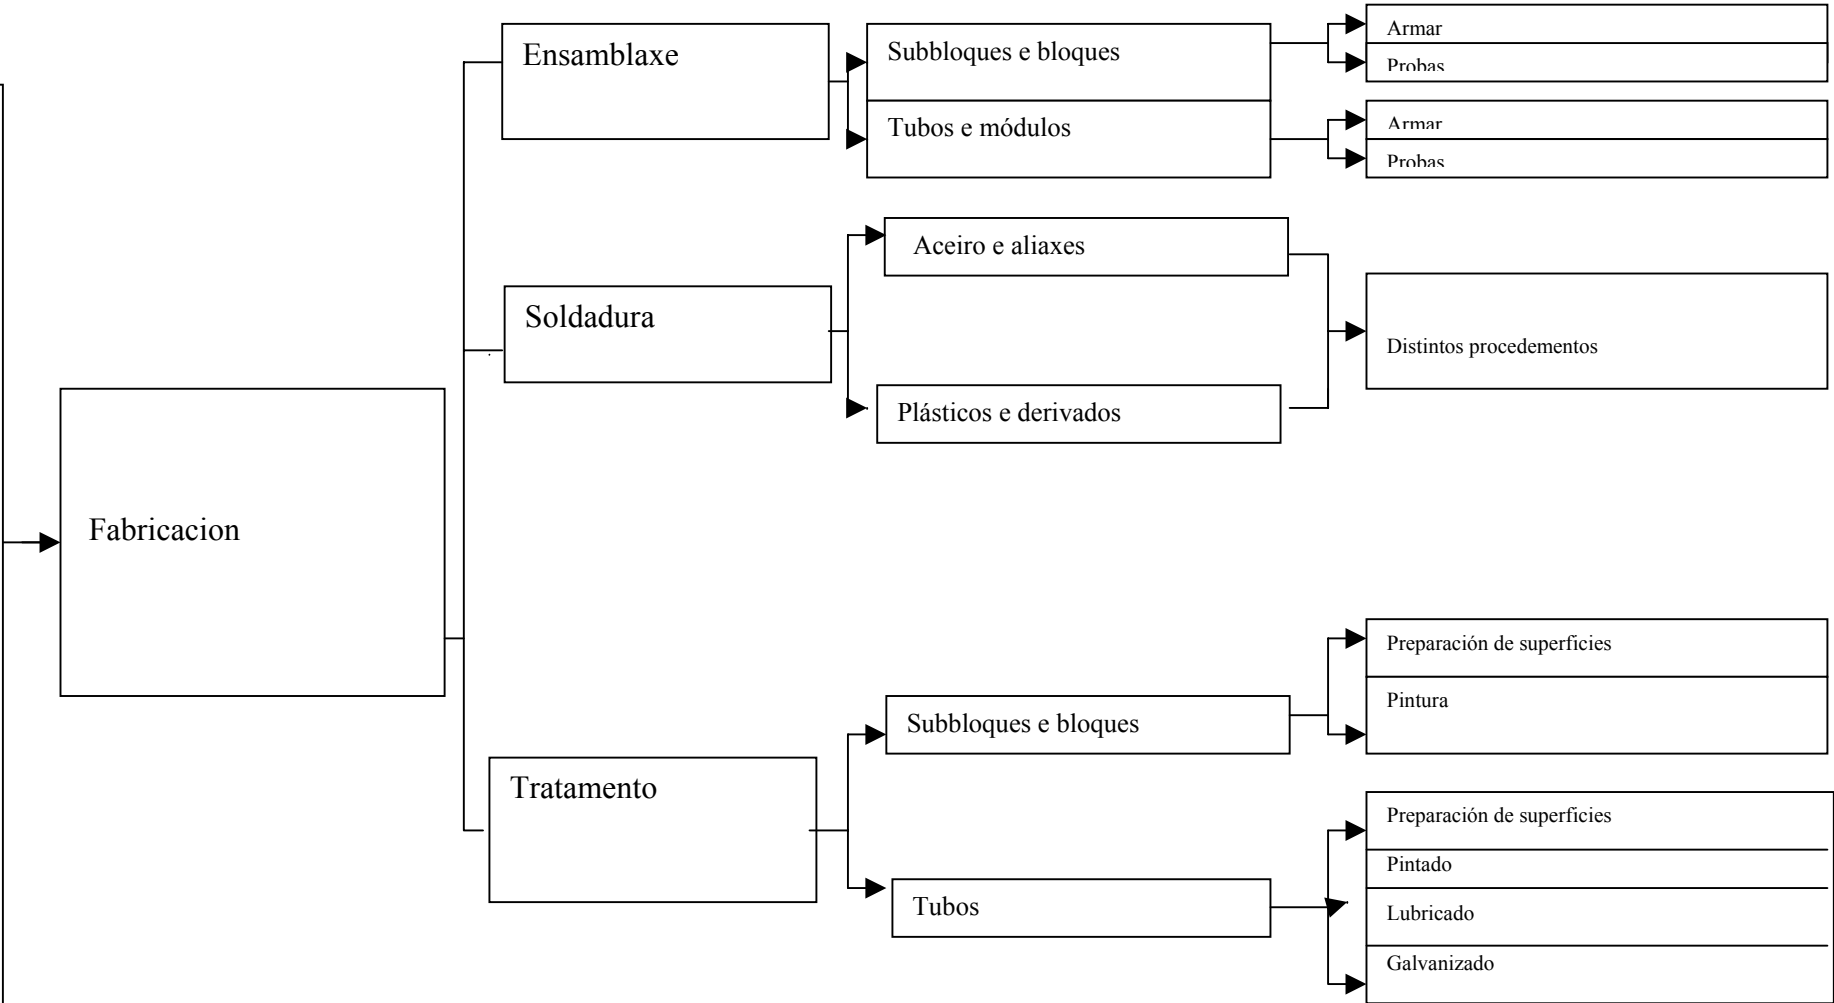 Ensamblaxe
Subbloques e bloques
Armar
Probas
Tubos e módulos
Armar
Probas
Soldadura
Aceiro e aliaxes
Plásticos e derivados
Distintos procedementos
Fabricacion
Tratamento
Subbloques e bloques
Preparación de superficies
Pintura
Tubos
Preparación de superficies
Pintado
Lubricado
Galvanizado